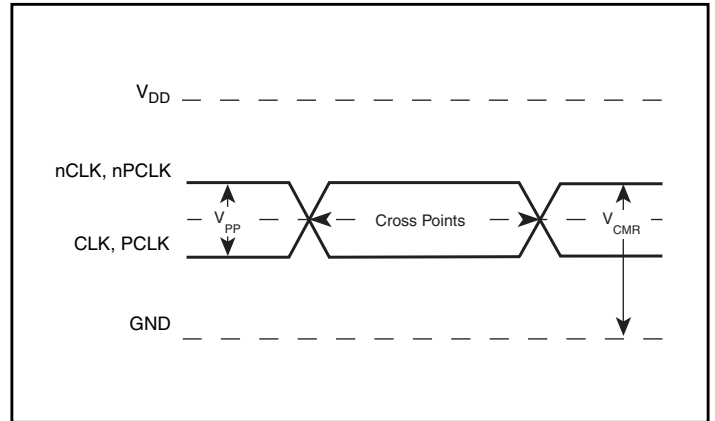 VDD
nCLK, nPCLK
VPP
Cross Points
VCMR
CLK, PCLK
GND